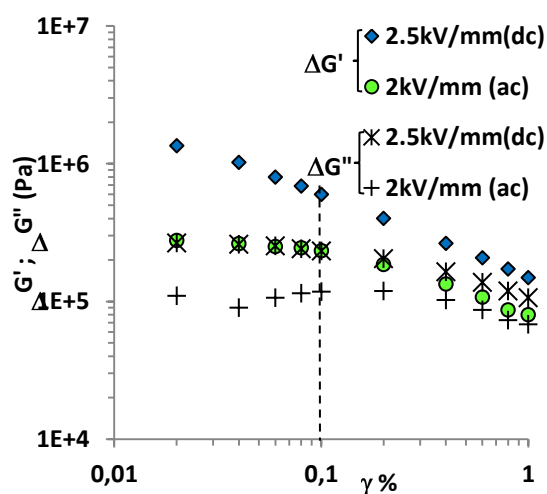 1E+7
1E+6
1E+5
1E+4
0,01
0,1
1
γ %
ΔG'; ΔG" (Pa)
ΔG'
2.5kV/mm(dc)
2kV/mm (ac)
ΔG"
2.5kV/mm(dc)
2kV/mm (ac)